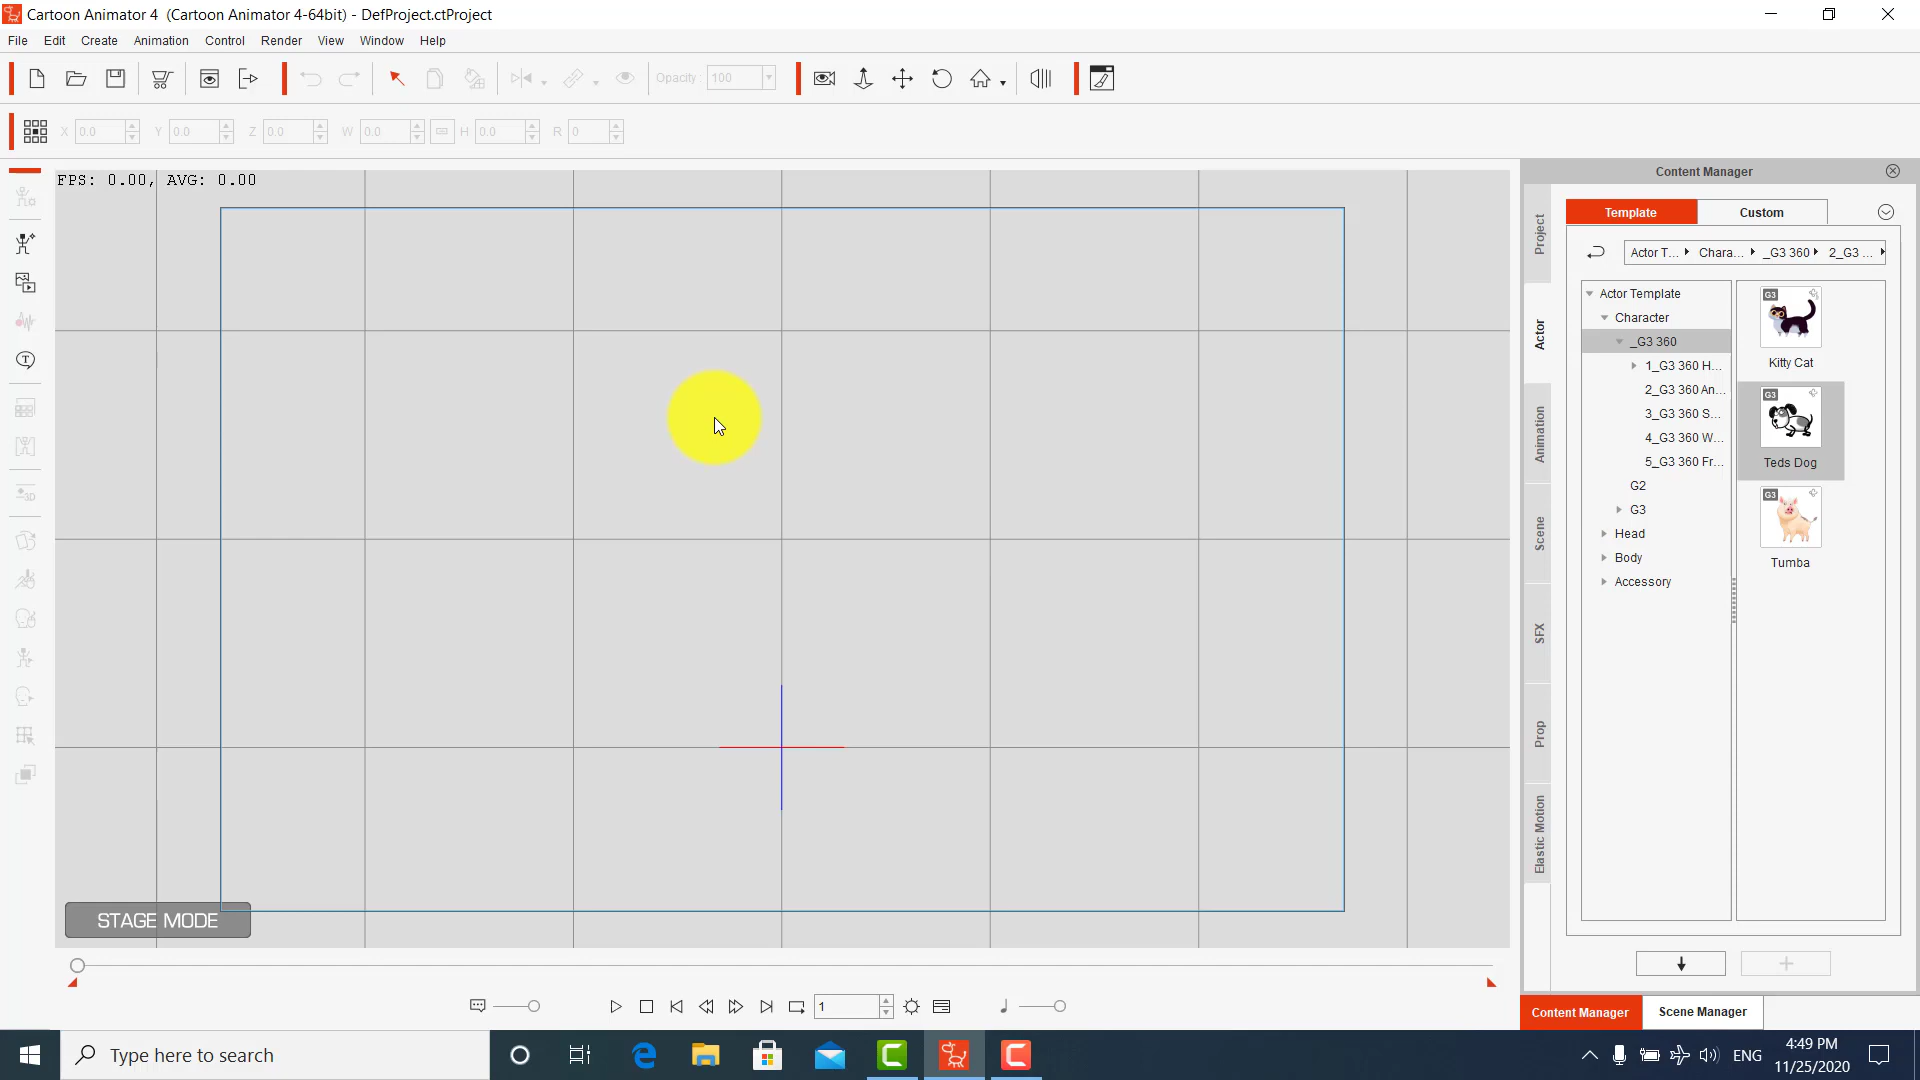 Cartoon Animator 4  (Cartoon Animator 4-64bit) - DefProject.ctProject
File Edit Create Animation Control Render View Window Help
Opacity : 100
X 0.0 Y 0.0 Z 0.0 W 0.0 H 0.0 R 0
FPS: 0.00, AVG: 0.00
STAGE MODE
1
Content Manager
Template Custom
Project
Actor
Animation
Scene
SFX
Prop
Elastic Motion
Actor T... Chara... _G3 360 2_G3 ...
Actor Template
Character
_G3 360
1_G3 360 H...
2_G3 360 An...
3_G3 360 S...
4_G3 360 W...
5_G3 360 Fr...
G2
G3
Head
Body
Accessory
G3
Kitty Cat
G3
Teds Dog
G3
Tumba
Content Manager Scene Manager
3D
Type here to search
ENG
4:49 PM
11/25/2020